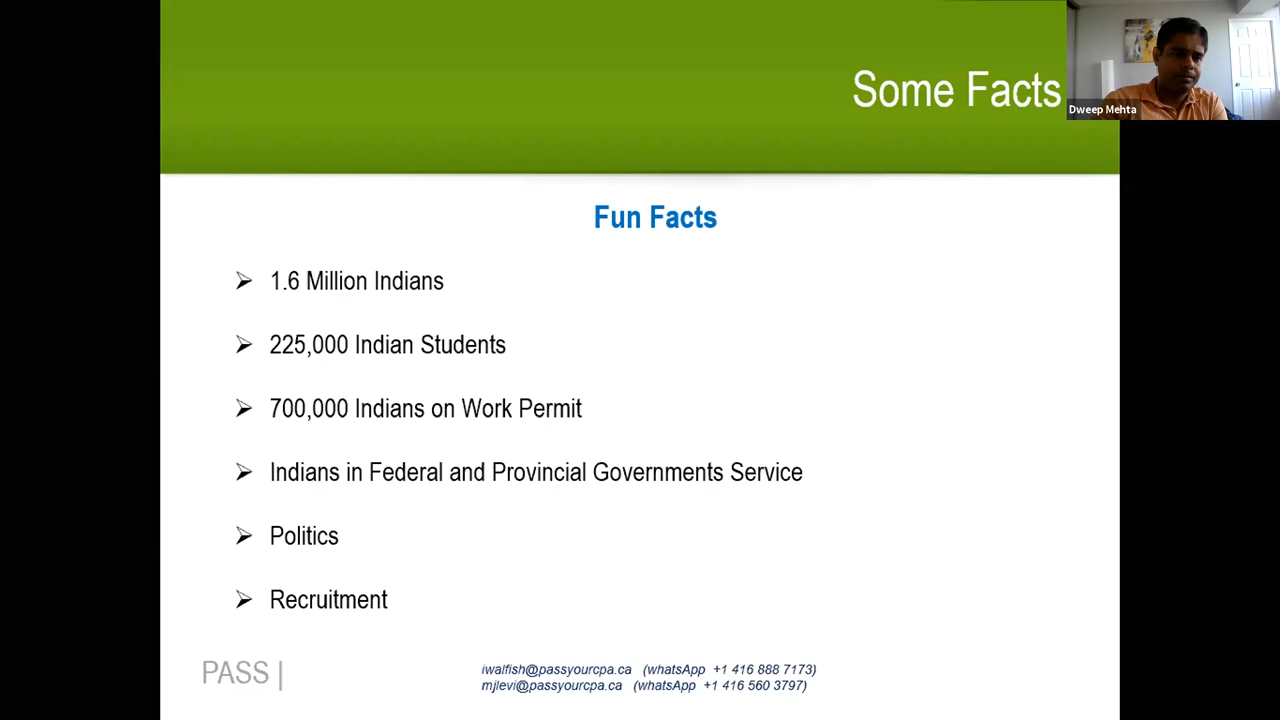 Some Facts
Dweep Mehta
Fun Facts
1.6 Million Indians
225,000 Indian Students
700,000 Indians on Work Permit
Indians in Federal and Provincial Governments Service
Politics
Recruitment
PASS |
iwalfish@passyourcpa.ca (whatsApp +1 416 888 7173)
mjlevi@passyourcpa.ca (whatsApp +1 416 560 3797)